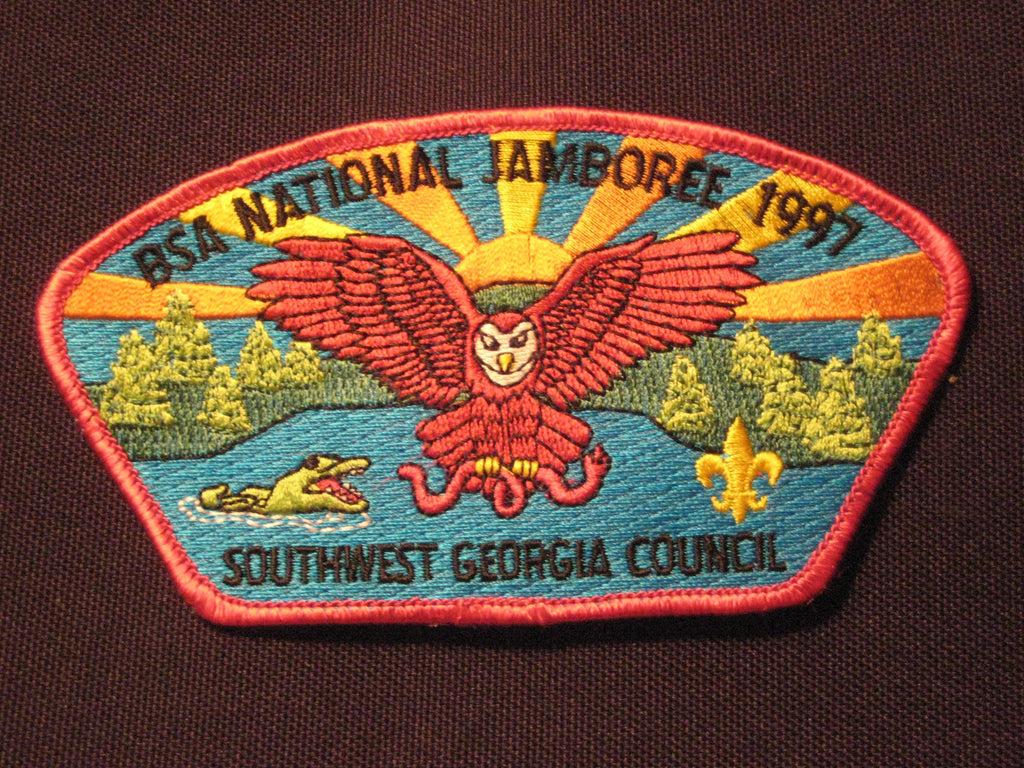 BSA NATIONAL JAMBOREE 1997
SOUTHWEST GEORGIA COUNCIL